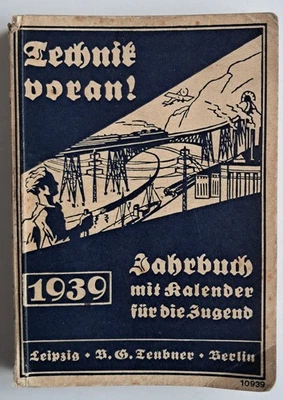 Technik
voran!
1939
Jahrbuch
mit Kalender
für die Jugend
Leipzig • B. G. Teubner • Berlin
10939